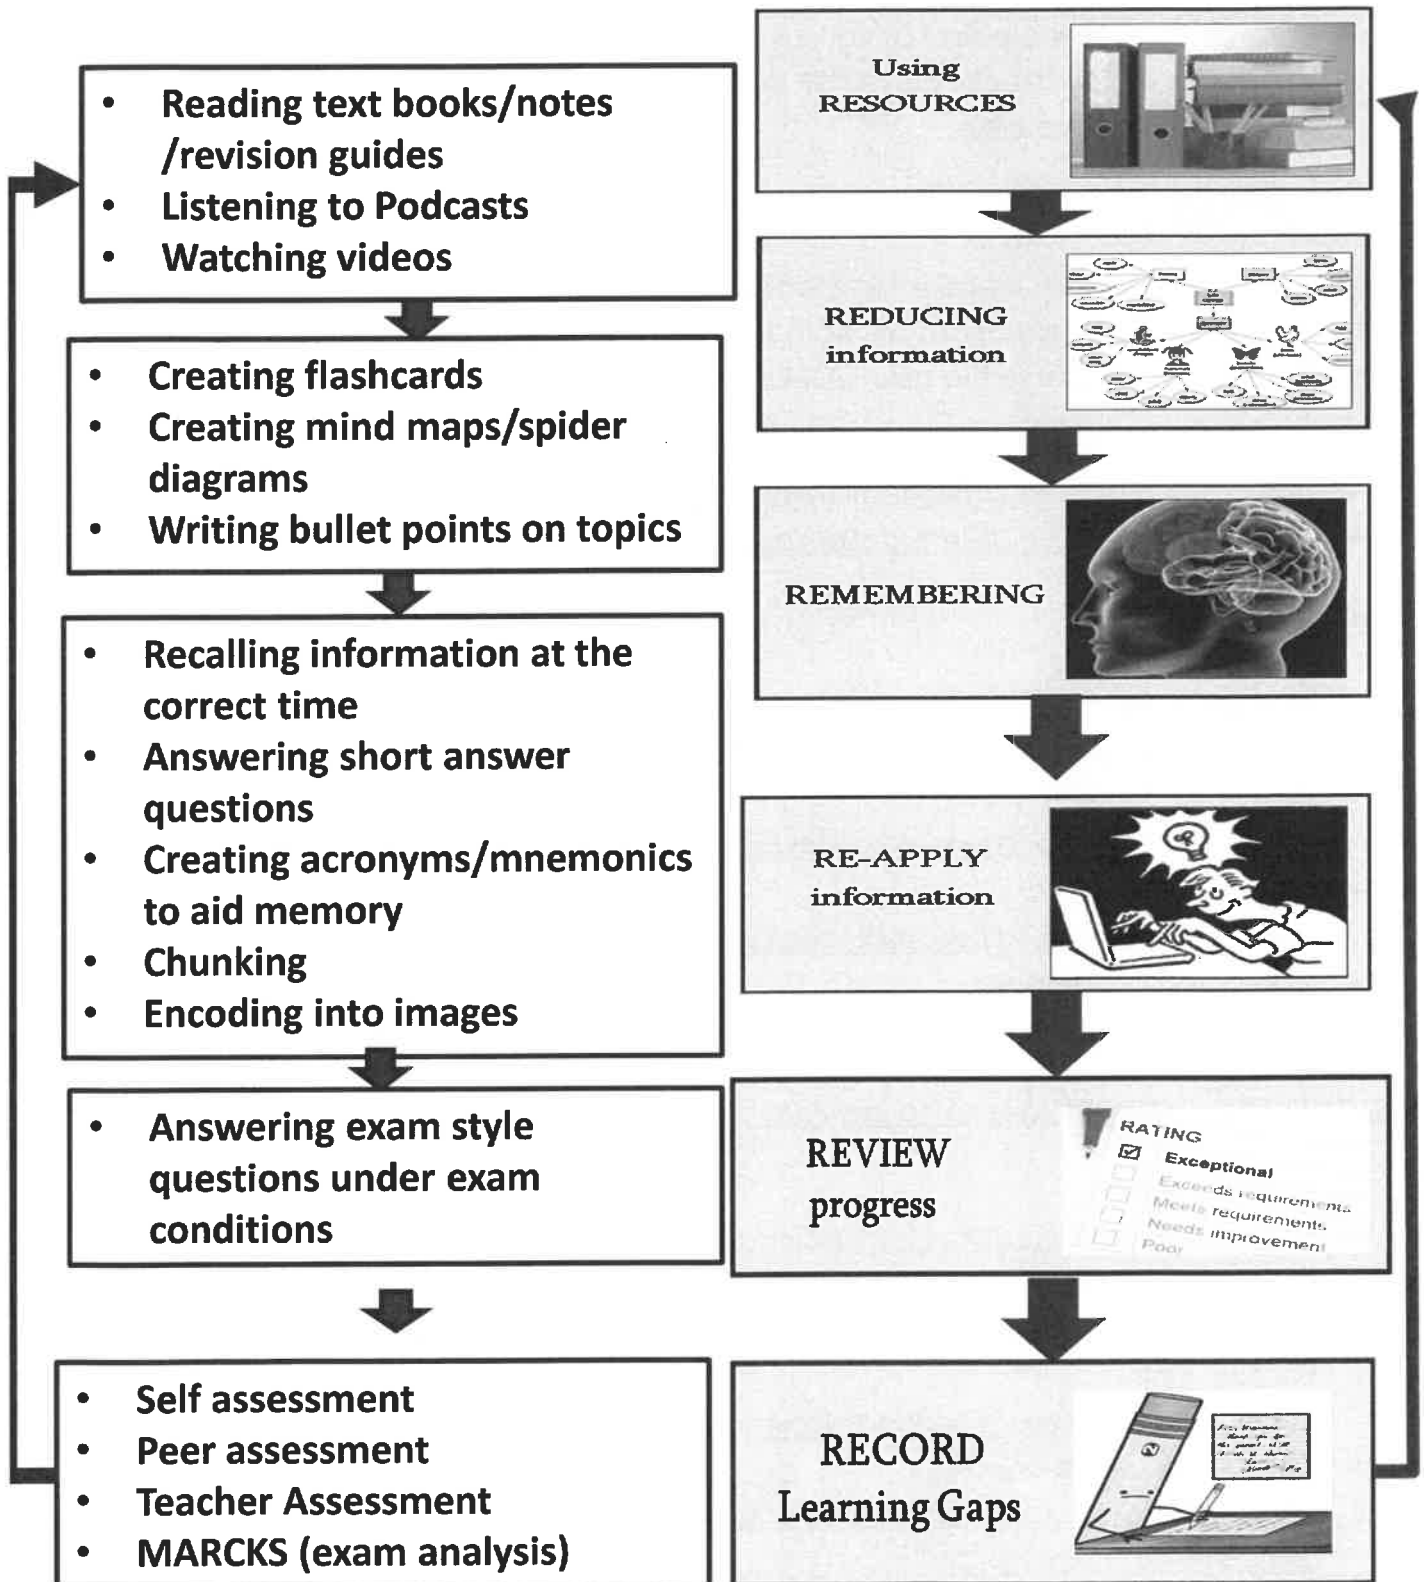 • Reading text books/notes
/revision guides
• Listening to Podcasts
• Watching videos
• Creating flashcards
• Creating mind maps/spider
diagrams
• Writing bullet points on topics
• Recalling information at the
correct time
• Answering short answer
questions
• Creating acronyms/mnemonics
to aid memory
• Chunking
• Encoding into images
• Answering exam style
questions under exam
conditions
• Self assessment
• Peer assessment
• Teacher Assessment
• MARCKS (exam analysis)
Using
RESOURCES
REDUCING
information
REMEMBERING
RE-APPLY
information
REVIEW
progress
RATING
Exceptional
Exceeds requirements
Meets requirements
Needs improvement
Poor
RECORD
Learning Gaps